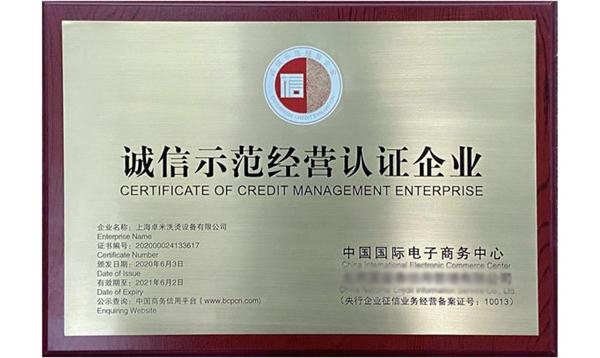 诚信示范经营认证企业
CERTIFICATE OF CREDIT MANAGEMENT ENTERPRISE
企业名称：上海卓米洗烫设备有限公司
Enterprise Name
证书编号：202000024133617
Certificate Number
颁发日期：2020年6月3日
Date of Issue
有效期至：2021年6月2日
Date of Expiry
公示查询：中国商务信用平台（www.bcpcn.com）
Enquiring Website
中国国际电子商务中心
China International Electronic Commerce Center
Credit Information Service Co., Ltd.
（央行企业征信业务经营备案证号：10013）